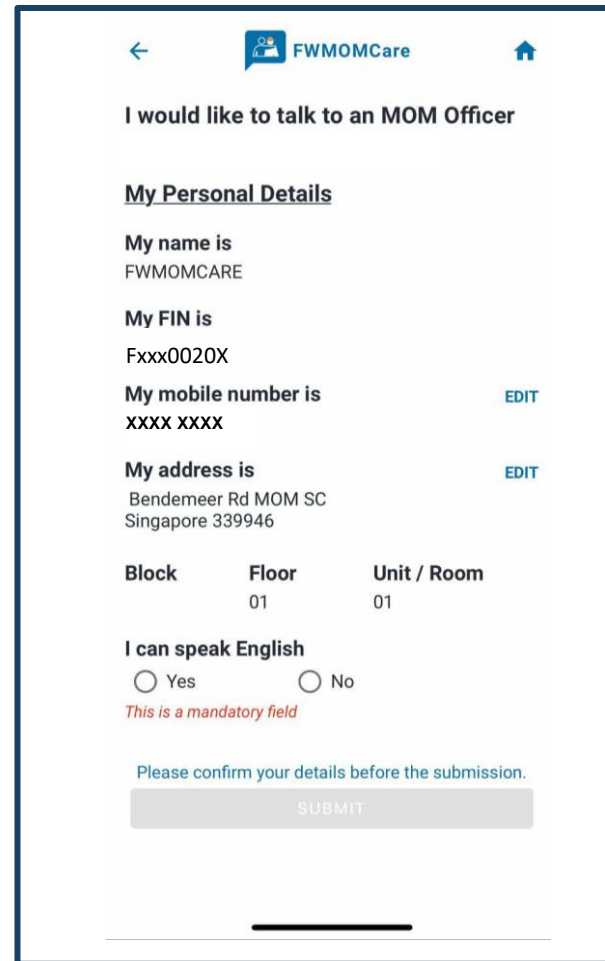 FWMOMCare
I would like to talk to an MOM Officer
My Personal Details
My name is
FWMOMCARE
My FIN is
Fxxx0020X
My mobile number is EDIT
XXXX XXXX
My address is EDIT
Bendemeer Rd MOM SC
Singapore 339946
Block Floor Unit / Room
01 01
I can speak English
Yes No
This is a mandatory field
Please confirm your details before the submission.
SUBMIT